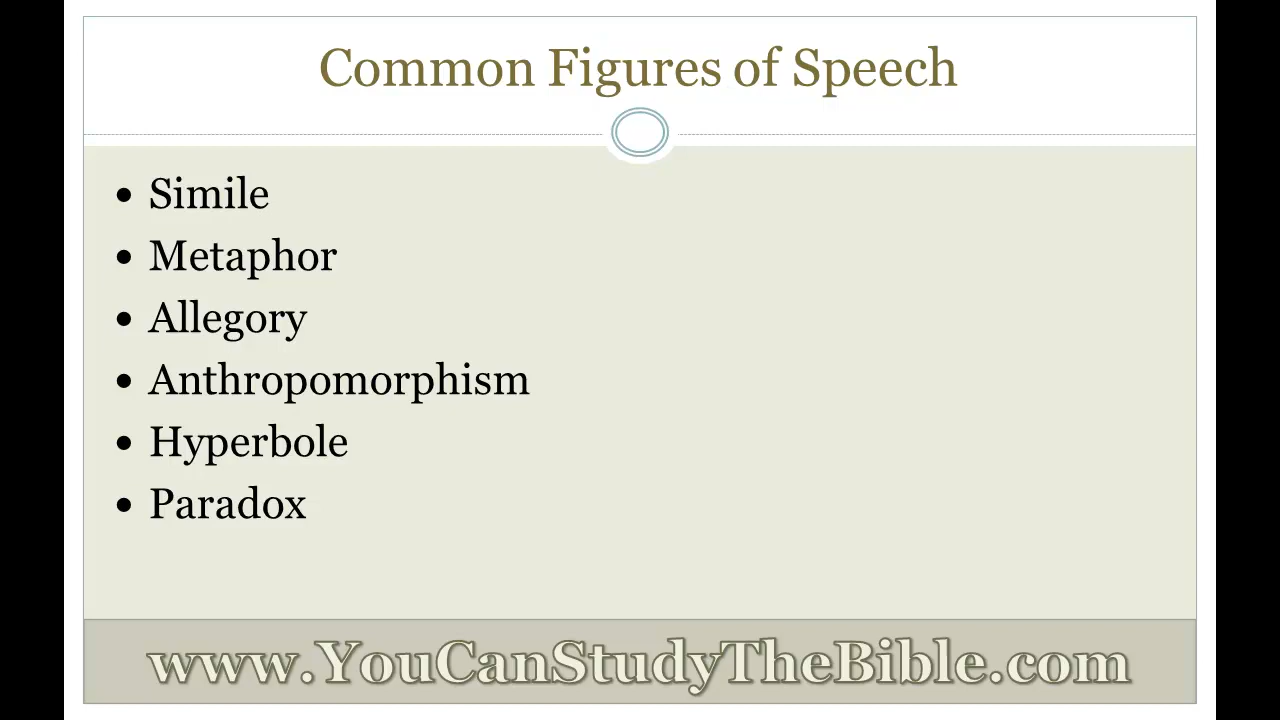 Common Figures of Speech
• Simile
• Metaphor
• Allegory
• Anthropomorphism
• Hyperbole
• Paradox
www.YouCanStudyTheBible.com